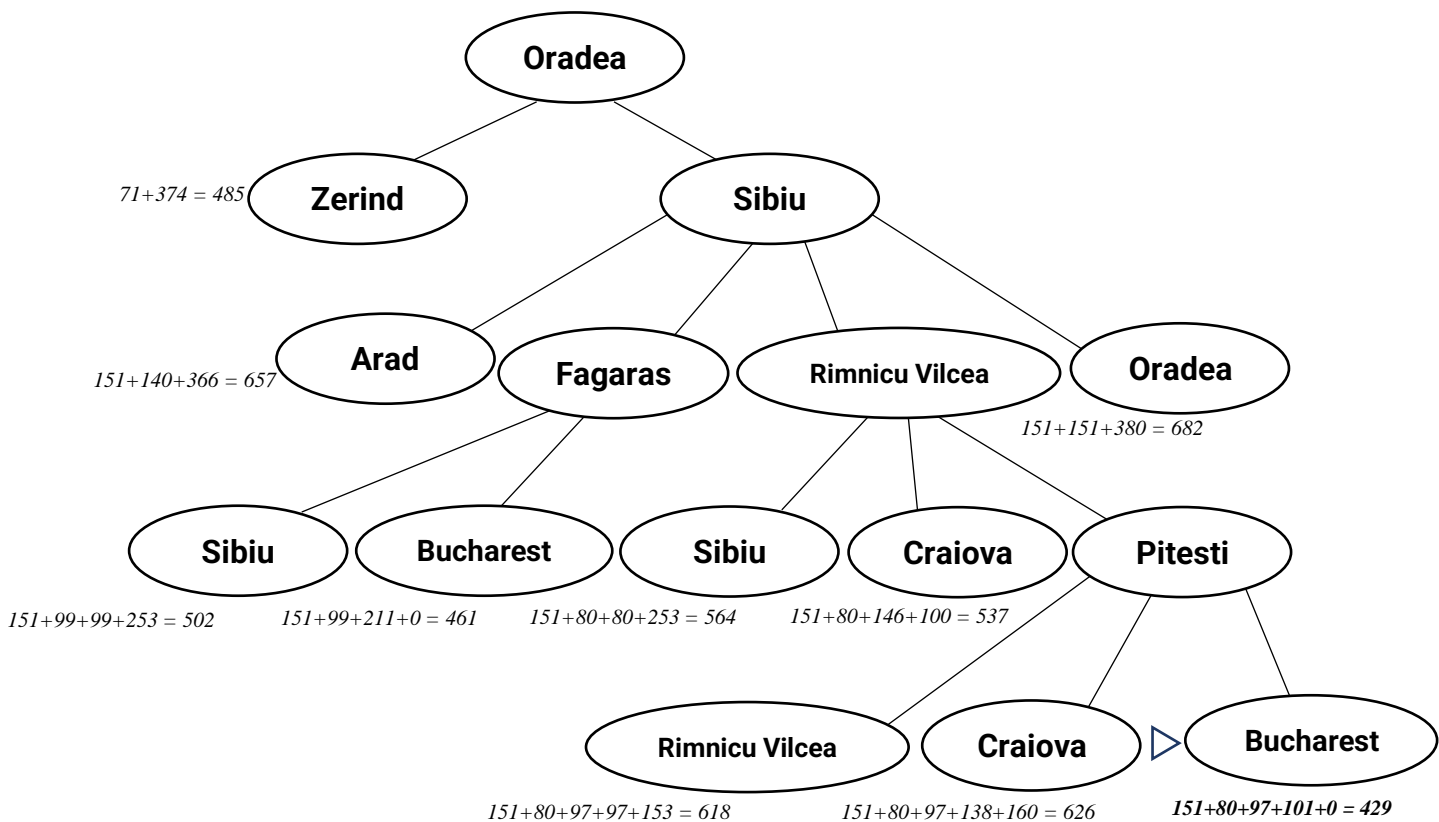 Oradea
71+374 = 485
Zerind
Sibiu
151+140+366 = 657
Arad
Fagaras
Rimnicu Vilcea
Oradea
151+151+380 = 682
Sibiu
Bucharest
Sibiu
Craiova
Pitesti
151+99+99+253 = 502
151+99+211+0 = 461
151+80+80+253 = 564
151+80+146+100 = 537
Rimnicu Vilcea
Craiova
Bucharest
151+80+97+97+153 = 618
151+80+97+138+160 = 626
151+80+97+101+0 = 429